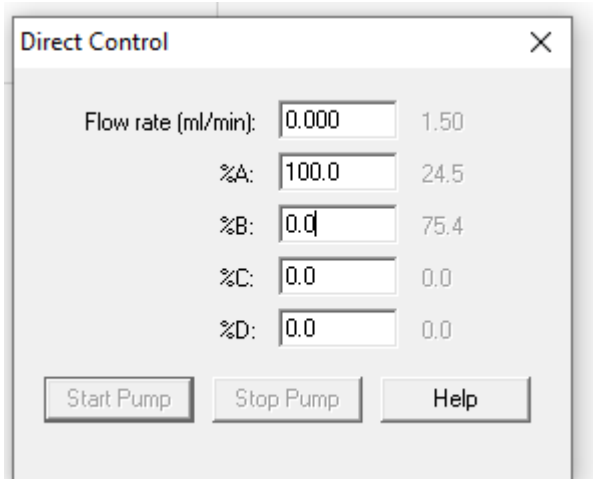 Direct Control
Flow rate (ml/min): 0.000 1.50
%A: 100.0 24.5
%B: 0.0 75.4
%C: 0.0 0.0
%D: 0.0 0.0
Start Pump Stop Pump Help